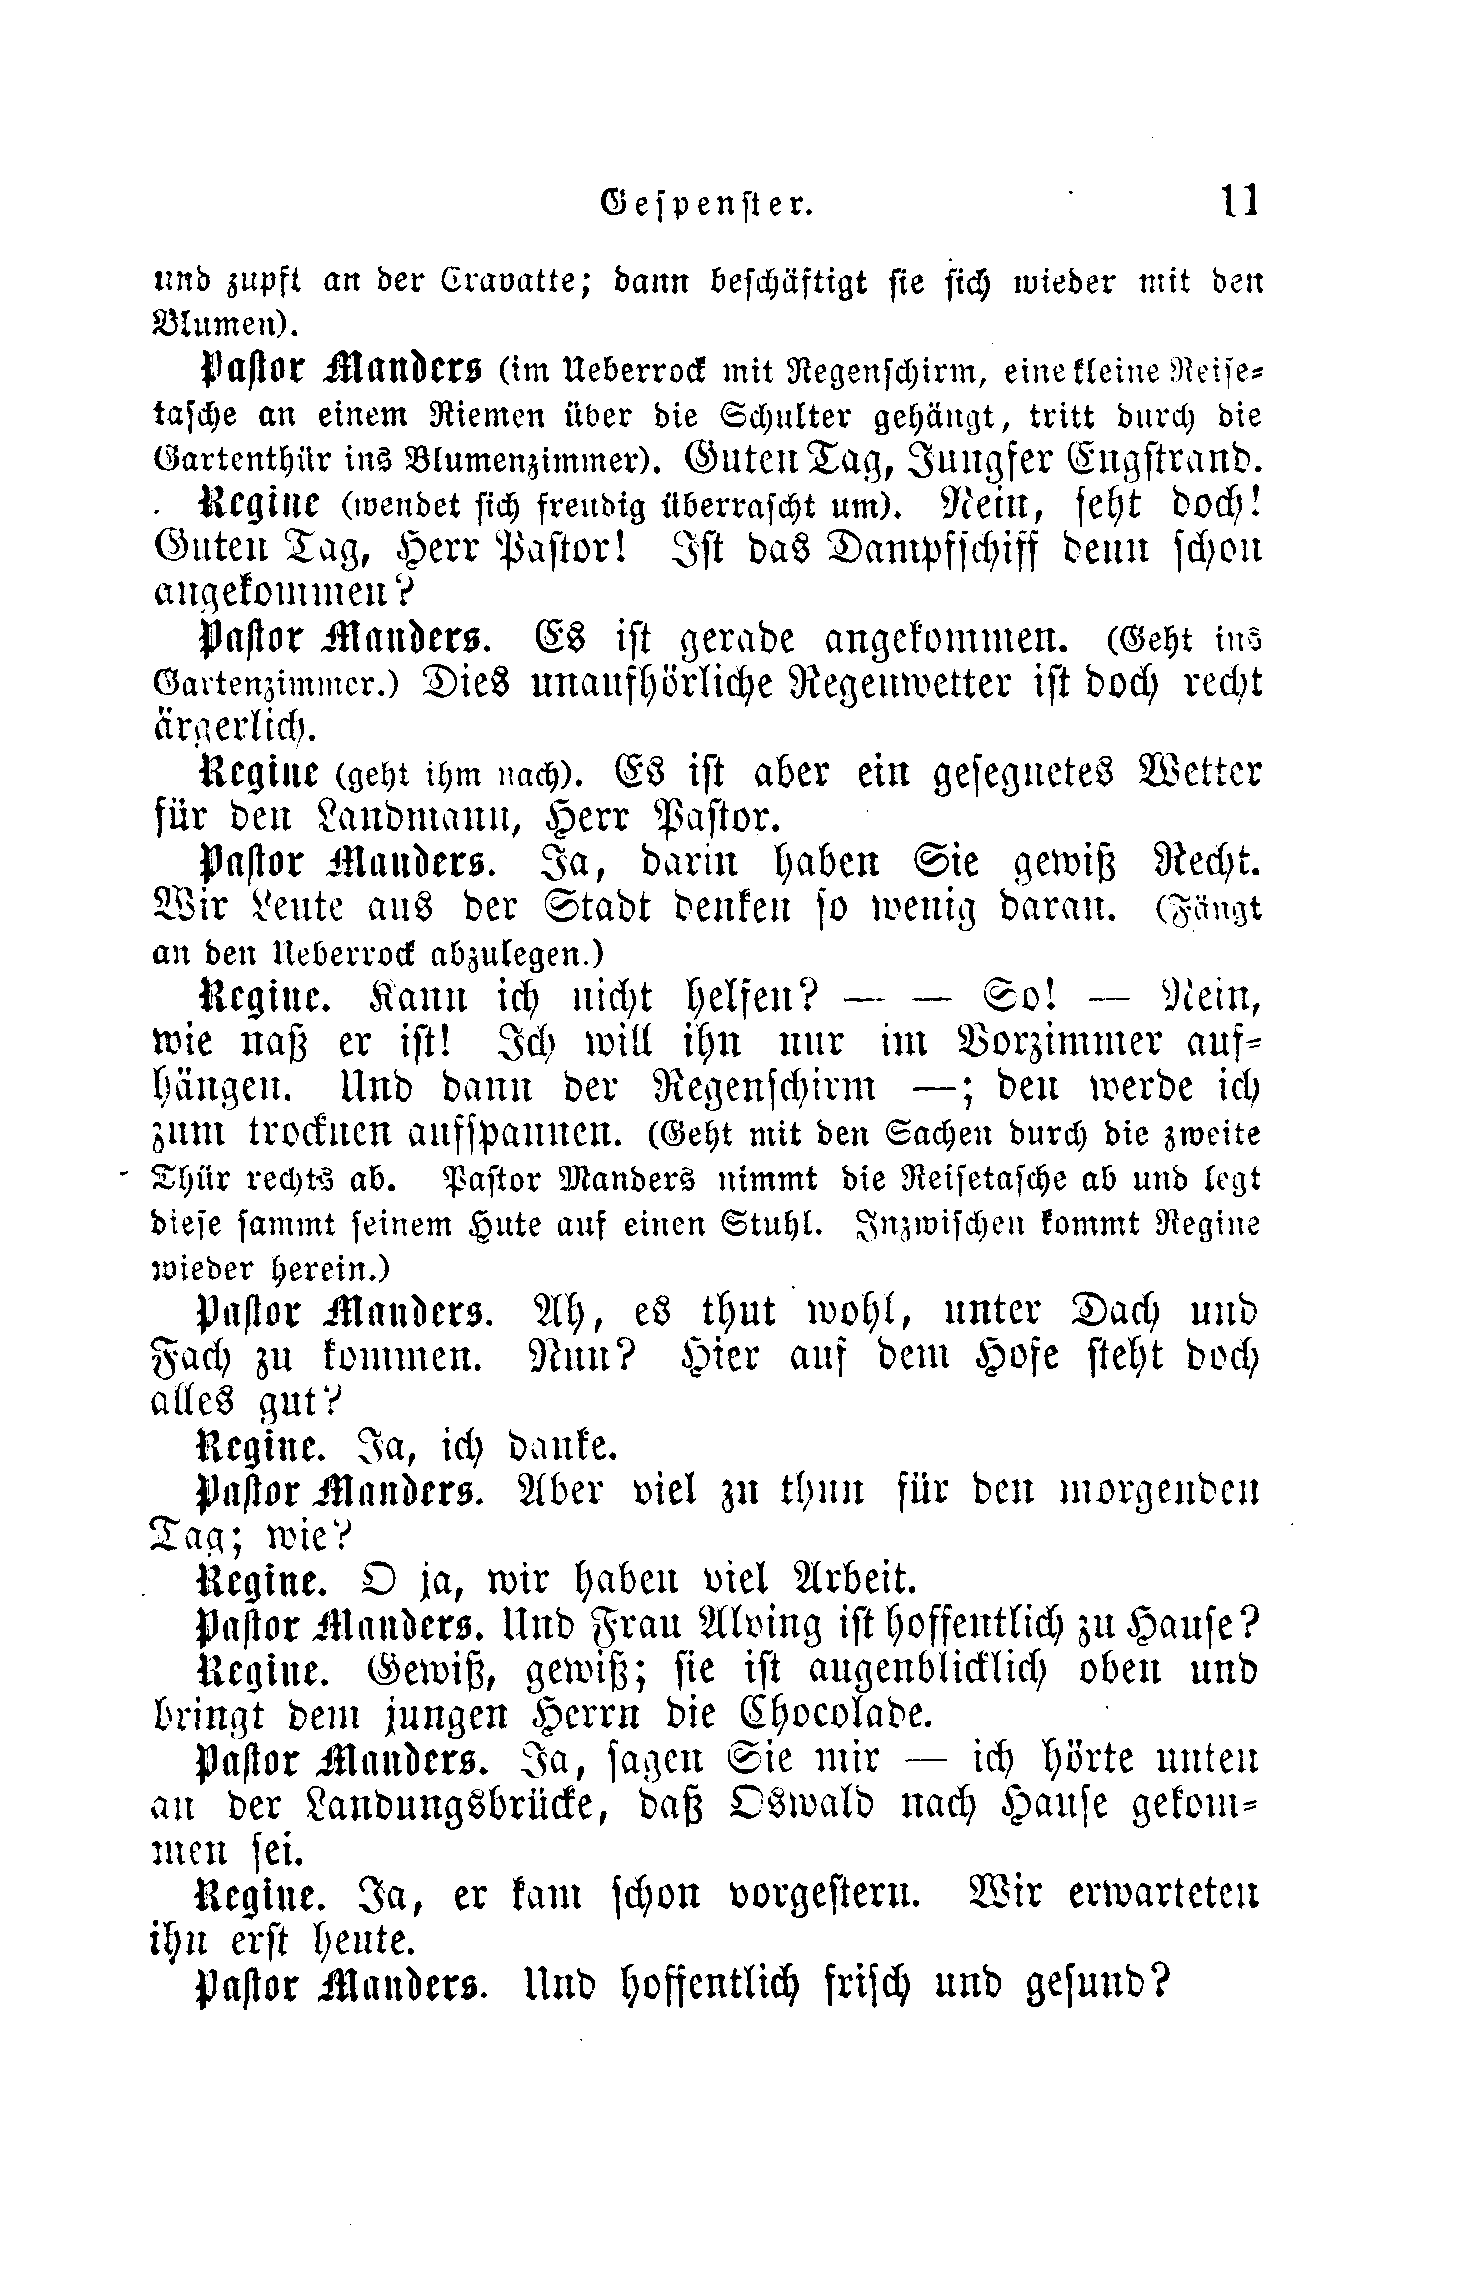 Gespenster. 11
und zupft an der Cravatte; dann beschäftigt sie sich wieder mit den
Blumen).
Pastor Manders (im Ueberrock mit Regenschirm, eine kleine Reise-
tasche an einem Riemen über die Schulter gehängt, tritt durch die
Gartenthür ins Blumenzimmer). Guten Tag, Jungfer Engstrand.
Regine (wendet sich freudig überrascht um). Nein, seht doch!
Guten Tag, Herr Pastor! Ist das Dampfschiff denn schon
angekommen?
Pastor Manders. Es ist gerade angekommen. (Geht ins
Gartenzimmer.) Dies unaufhörliche Regenwetter ist doch recht
ärgerlich.
Regine (geht ihm nach). Es ist aber ein gesegnetes Wetter
für den Landmann, Herr Pastor.
Pastor Manders. Ja, darin haben Sie gewiß Recht.
Wir Leute aus der Stadt denken so wenig daran. (Fängt
an den Ueberrock abzulegen.)
Regine. Kann ich nicht helfen? — — So! — Nein,
wie naß er ist! Ich will ihn nur im Vorzimmer auf-
hängen. Und dann der Regenschirm —; den werde ich
zum trocknen aufspannen. (Geht mit den Sachen durch die zweite
Thür rechts ab. Pastor Manders nimmt die Reisetasche ab und legt
diese sammt seinem Hute auf einen Stuhl. Inzwischen kommt Regine
wieder herein.)
Pastor Manders. Ah, es thut wohl, unter Dach und
Fach zu kommen. Nun? Hier auf dem Hofe steht doch
alles gut?
Regine. Ja, ich danke.
Pastor Manders. Aber viel zu thun für den morgenden
Tag; wie?
Regine. O ja, wir haben viel Arbeit.
Pastor Manders. Und Frau Alving ist hoffentlich zu Hause?
Regine. Gewiß, gewiß; sie ist augenblicklich oben und
bringt dem jungen Herrn die Chocolade.
Pastor Manders. Ja, sagen Sie mir — ich hörte unten
an der Landungsbrücke, daß Oswald nach Hause gekom-
men sei.
Regine. Ja, er kam schon vorgestern. Wir erwarteten
ihn erst heute.
Pastor Manders. Und hoffentlich frisch und gesund?